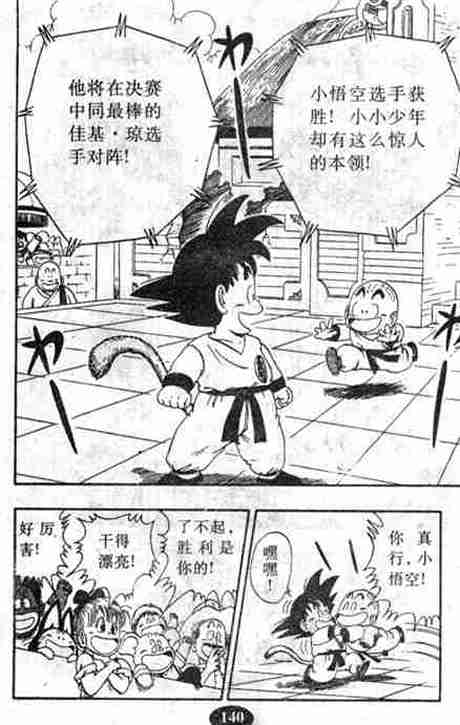 小悟空选手获
胜！小小少年
却有这么惊人
的本领！
他将在决赛
中同最棒的
佳基·琼选
手对阵！
わ
わ
わ
你真
行，小
悟空！
嘿嘿！
了不起，
胜利是
你的！
干得
漂亮！
好厉
害！
140